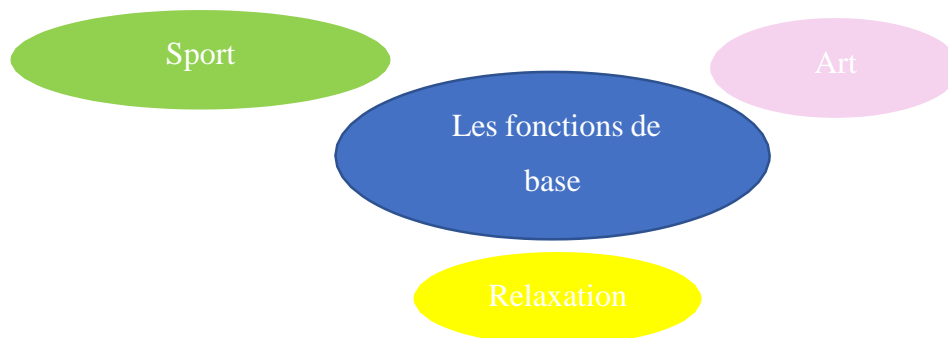 Sport
Art
Les fonctions de
base
Relaxation